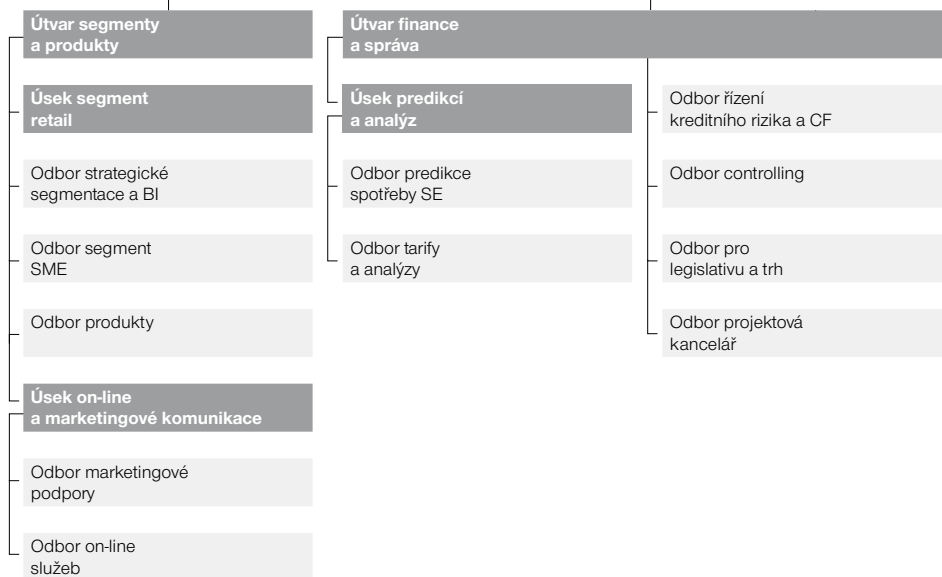 Útvar segmenty
a produkty
Úsek segment
retail
Odbor strategické
segmentace a BI
Odbor segment
SME
Odbor produkty
Úsek on-line
a marketingové komunikace
Odbor marketingové
podpory
Odbor on-line
služeb
Útvar finance
a správa
Úsek predikcí
a analýz
Odbor predikce
spotřeby SE
Odbor tarify
a analýzy
Odbor řízení
kreditního rizika a CF
Odbor controlling
Odbor pro
legislativu a trh
Odbor projektová
kancelář